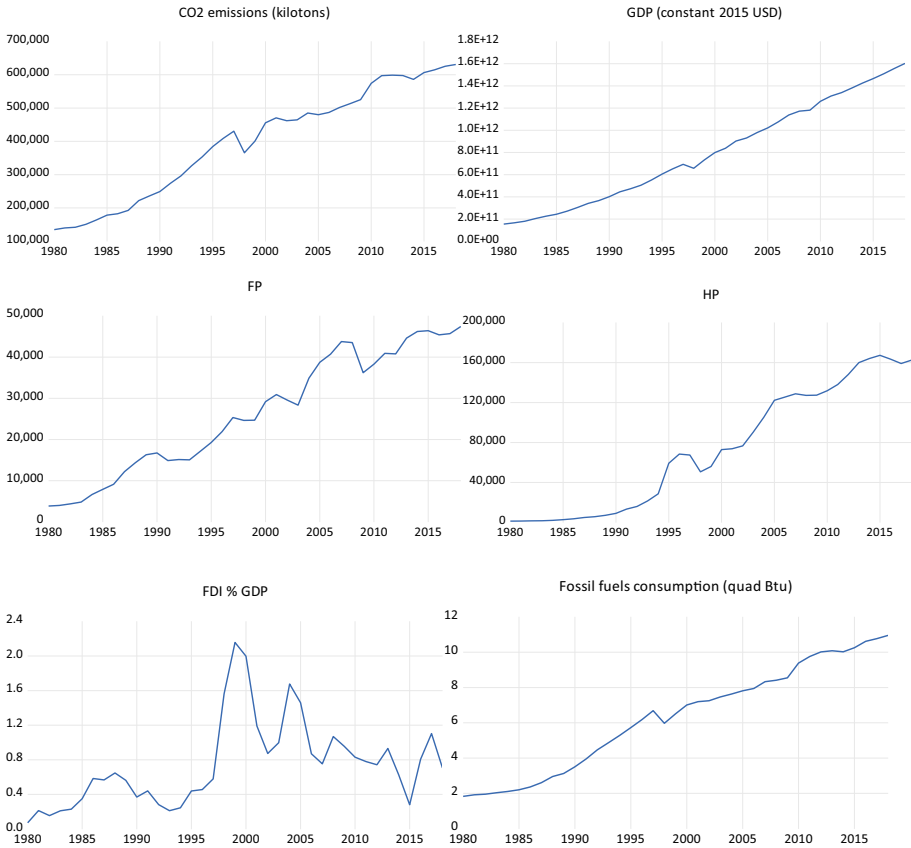 CO2 emissions (kilotons)
700,000
600,000
500,000
400,000
300,000
200,000
100,000
1980 1985 1990 1995 2000 2005 2010 2015
GDP (constant 2015 USD)
1.8E+12
1.6E+12
1.4E+12
1.2E+12
1.0E+12
8.0E+11
6.0E+11
4.0E+11
2.0E+11
0.0E+00
1980 1985 1990 1995 2000 2005 2010 2015
FP
50,000
40,000
30,000
20,000
10,000
0
1980 1985 1990 1995 2000 2005 2010 2015
HP
200,000
160,000
120,000
80,000
40,000
0
1980 1985 1990 1995 2000 2005 2010 2015
FDI % GDP
2.4
2.0
1.6
1.2
0.8
0.4
0.0
1980 1985 1990 1995 2000 2005 2010 2015
Fossil fuels consumption (quad Btu)
12
10
8
6
4
2
0
1980 1985 1990 1995 2000 2005 2010 2015